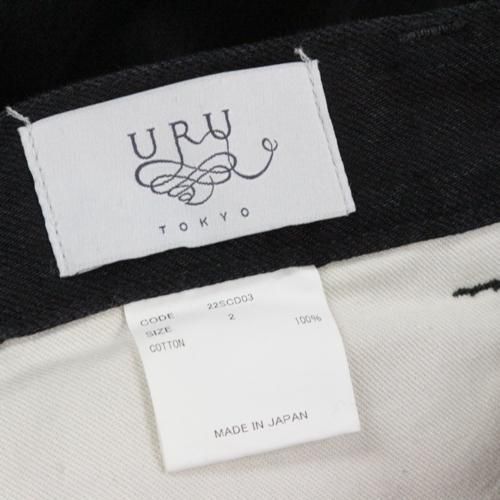 URU
TOKYO
CODE 22SCD03
SIZE 2
COTTON 100%
MADE IN JAPAN